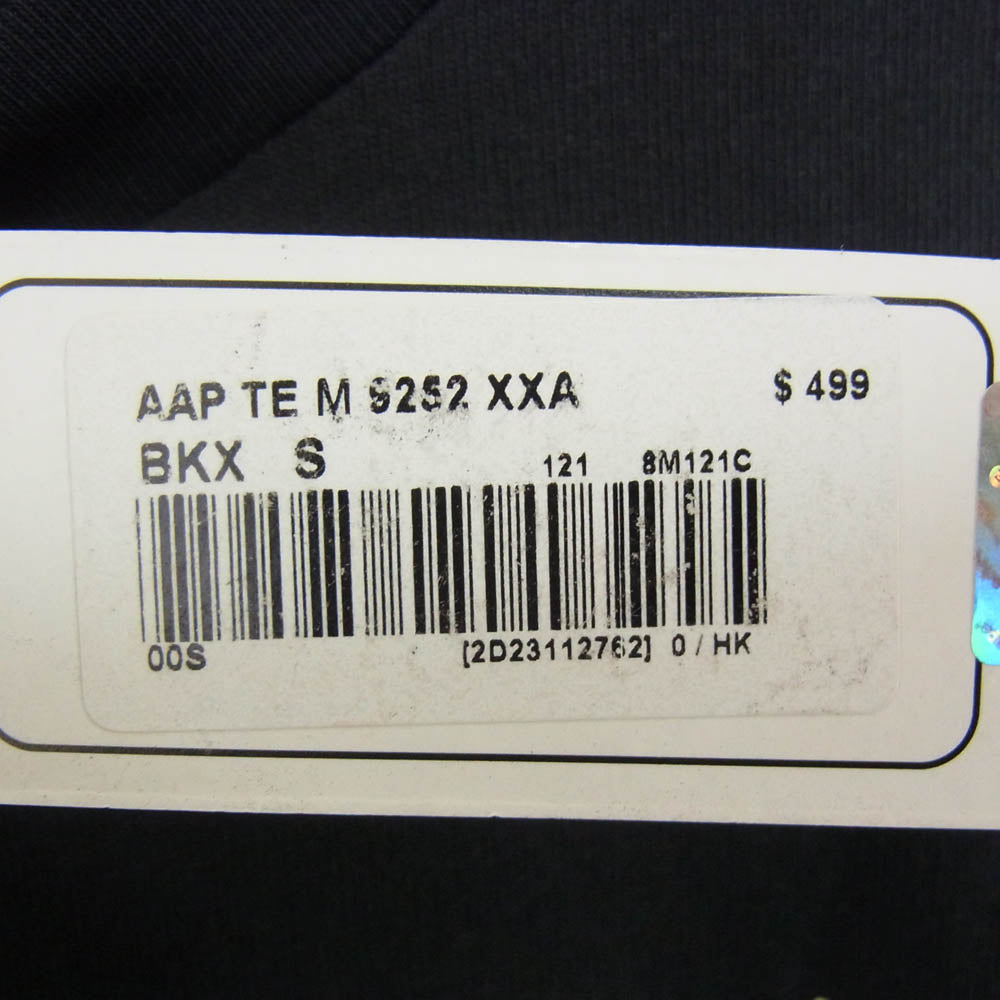 AAP TE M 9252 XXA $ 499
BKX S 121 8M121C
00S [2D23112762] 0 / HK